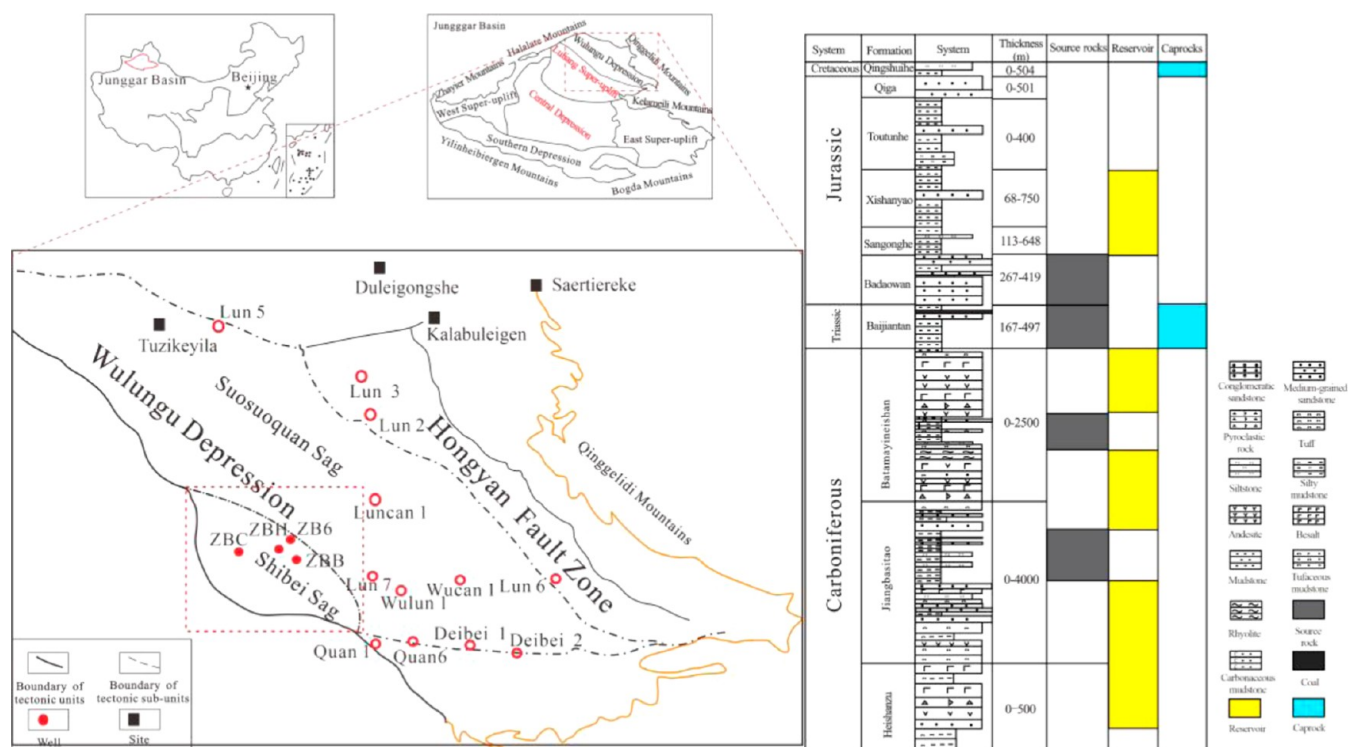 Junggar Basin
Beijing
Junggar Basin
Halalate Mountains
Zhayier Mountains
Wulungu Depression
Qinggelidi Mountains
Luliang Super-uplift
Kelameili Mountains
West Super-uplift
Central Depression
East Super-uplift
Southern Depression
Yilinheibiergen Mountains
Bogda Mountains
Duleigongshe
Saertiereke
Lun 5
Tuzikeyila
Kalabuleigen
Wulungu Depression
Suosuoquan Sag
Lun 3
Lun 2
Hongyan Fault Zone
Qinggelidi Mountains
Luncan 1
ZBH
ZB6
ZBC
ZBB
Shibei Sag
Lun 7
Wulun 1
Wucan 1
Lun 6
Quan 1
Quan6
Deibei 1
Deibei 2
Boundary of
tectonic units
Boundary of
tectonic sub-units
Well
Site
System
Formation
System
Thickness
(m)
Source rocks
Reservoir
Caprocks
Cretaceous
Qingshuihe
0-504
Jurassic
Qiga
0-501
Toutunhe
0-400
Xishanyao
68-750
Sangonghe
113-648
Badaowan
267-419
Triassic
Baijiantan
167-497
Carboniferous
Batamayineishan
0-2500
Jiangbasitao
0-4000
Heishanzu
0-500
Conglomeratic
sandstone
Medium-grained
sandstone
Pyroclastic
rock
Tuff
Siltstone
Silty
mudstone
Andesite
Besalt
Mudstone
Tufaceous
mudstone
Rhyolite
Source
rock
Carbonaceous
mudstone
Coal
Reservoir
Caprock